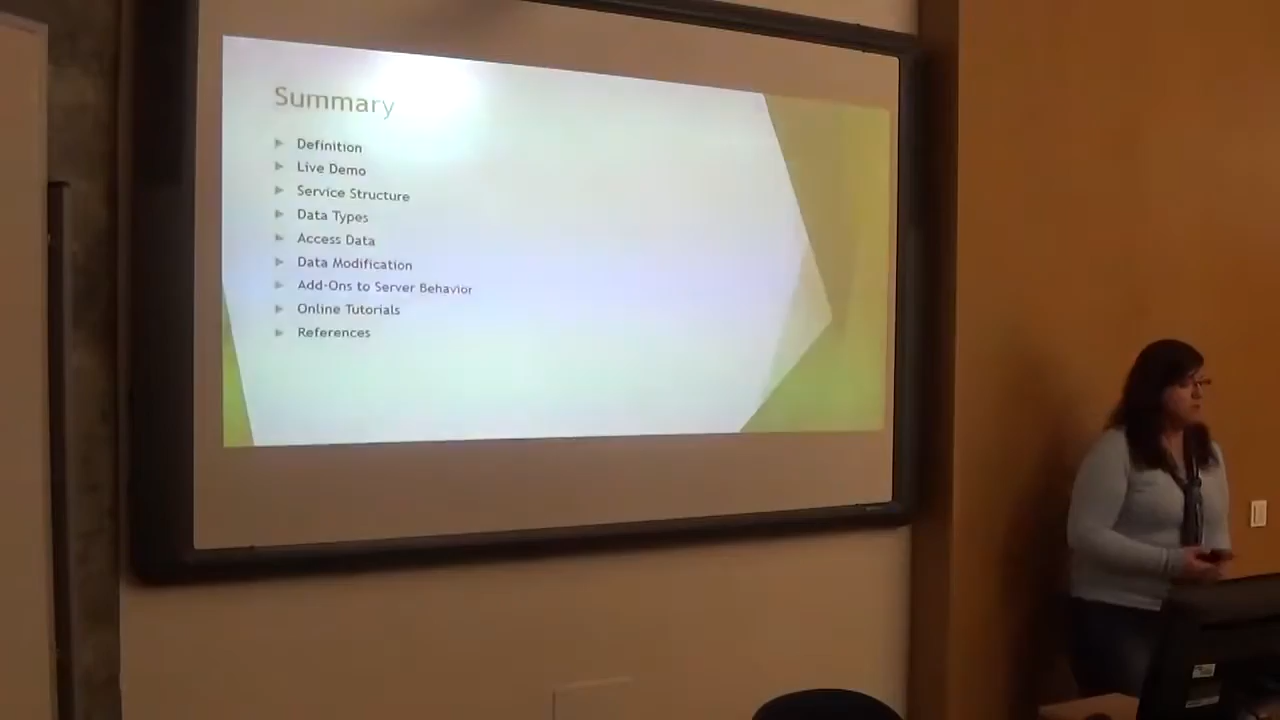 Summary
Definition
Live Demo
Service Structure
Data Types
Access Data
Data Modification
Add-Ons to Server Behavior
Online Tutorials
References